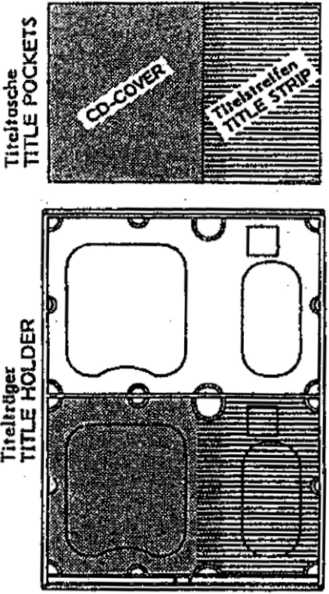 Titeltasche
TITLE POCKETS
CD-COVER
Titelstreifen
TITLE STRIP
Titelträger
TITLE HOLDER